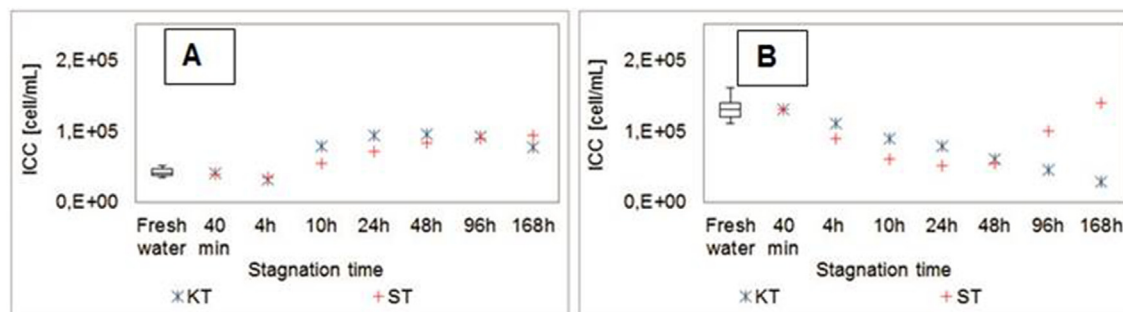 A
ICC [cell/mL]
2,E+05
1,E+05
0,E+00
Fresh water 40 min 4h 10h 24h 48h 96h 168h
Stagnation time
KT ST
B
ICC [cell/mL]
2,E+05
1,E+05
0,E+00
Fresh water 40 min 4h 10h 24h 48h 96h 168h
Stagnation time
KT ST